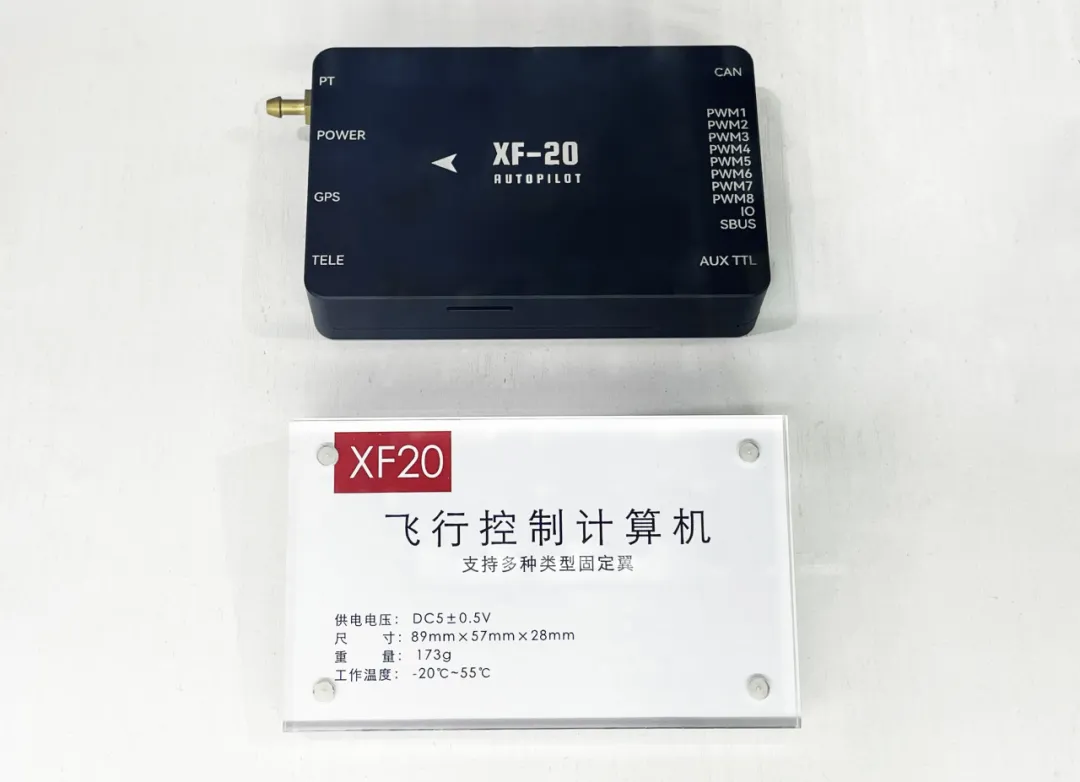 PT
POWER
GPS
TELE
XF-20
AUTOPILOT
CAN
PWM1
PWM2
PWM3
PWM4
PWM5
PWM6
PWM7
PWM8
IO
SBUS
AUX TTL
XF20
飞行控制计算机
支持多种类型固定翼
供电电压： DC5±0.5V
尺 寸：89mm×57mm×28mm
重 量： 173g
工作温度： -20℃~55℃